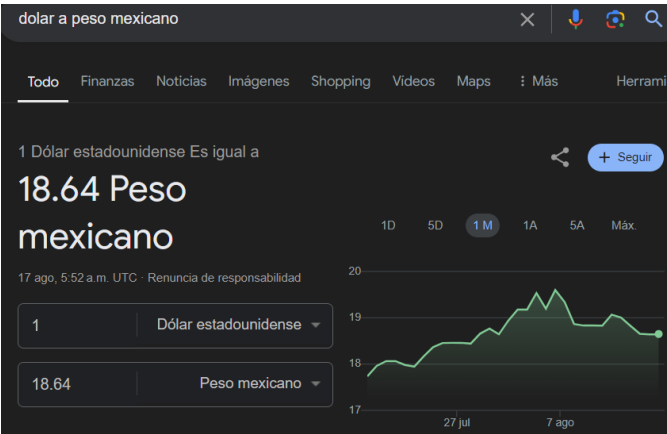 dolar a peso mexicano
Todo Finanzas Noticias Imágenes Shopping Vídeos Maps Más Herrami
1 Dólar estadounidense Es igual a
Seguir
18.64 Peso
mexicano
1D 5D 1 M 1A 5A Máx.
17 ago, 5:52 a.m. UTC · Renuncia de responsabilidad
1 Dólar estadounidense
18.64 Peso mexicano
20
19
18
17
27 jul 7 ago